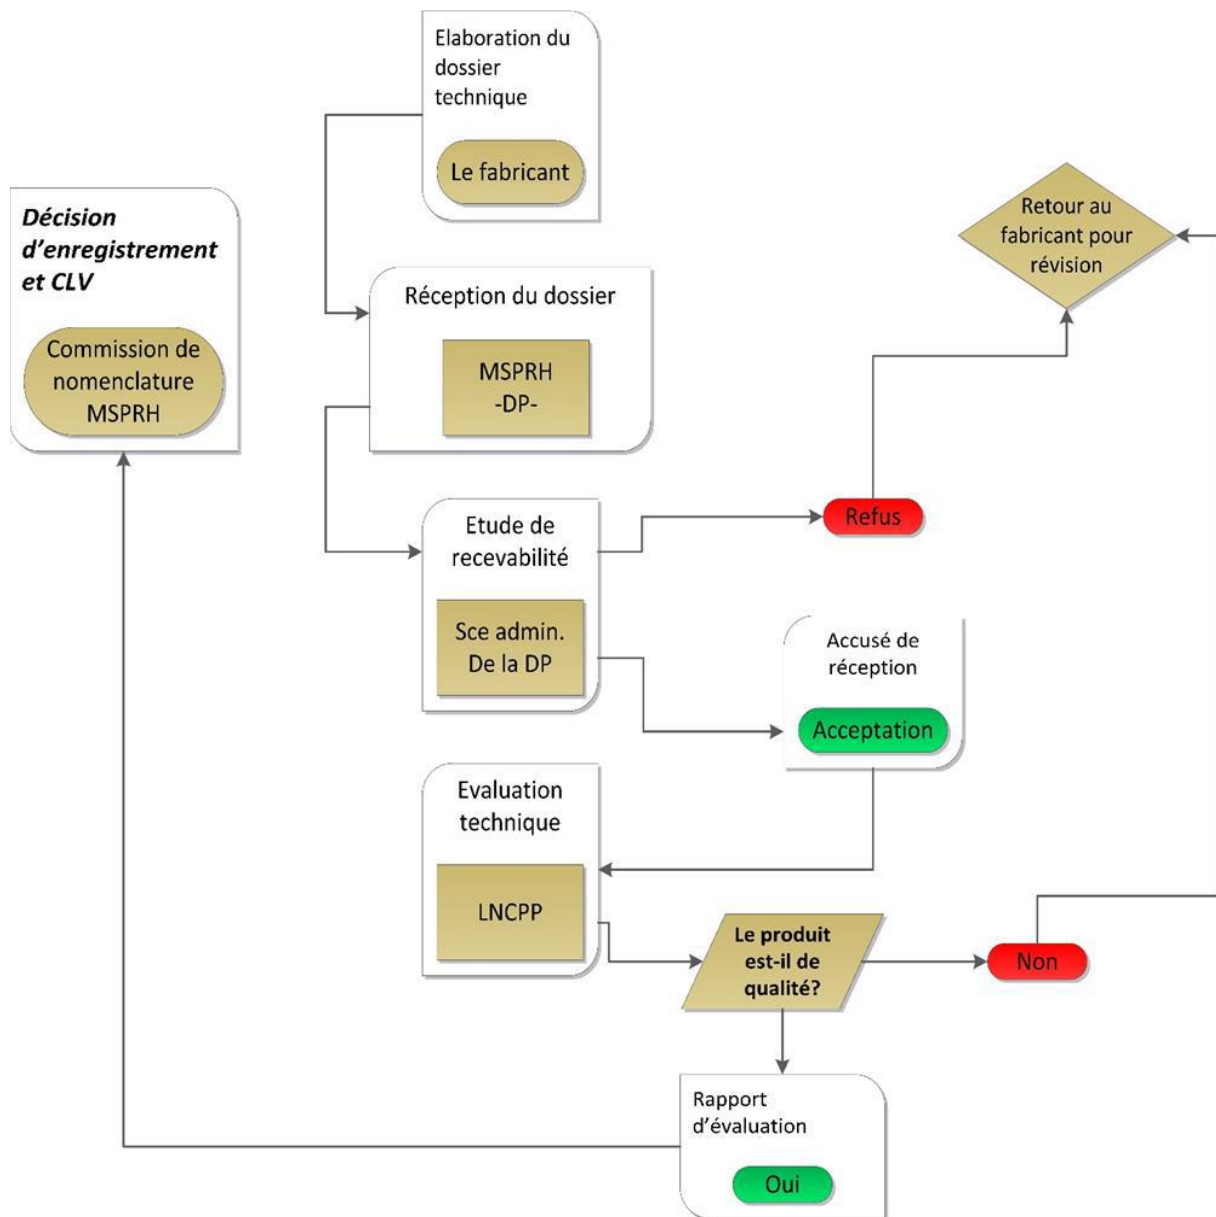 Elaboration du
dossier
technique
Le fabricant
Décision
d'enregistrement
et CLV
Commission de
nomenclature
MSPRH
Retour au
fabricant pour
révision
Réception du dossier
MSPRH
-DP-
Etude de
recevabilité
Sce admin.
De la DP
Refus
Accusé de
réception
Acceptation
Evaluation
technique
LNCPP
Le produit
est-il de
qualité?
Non
Rapport
d'évaluation
Oui